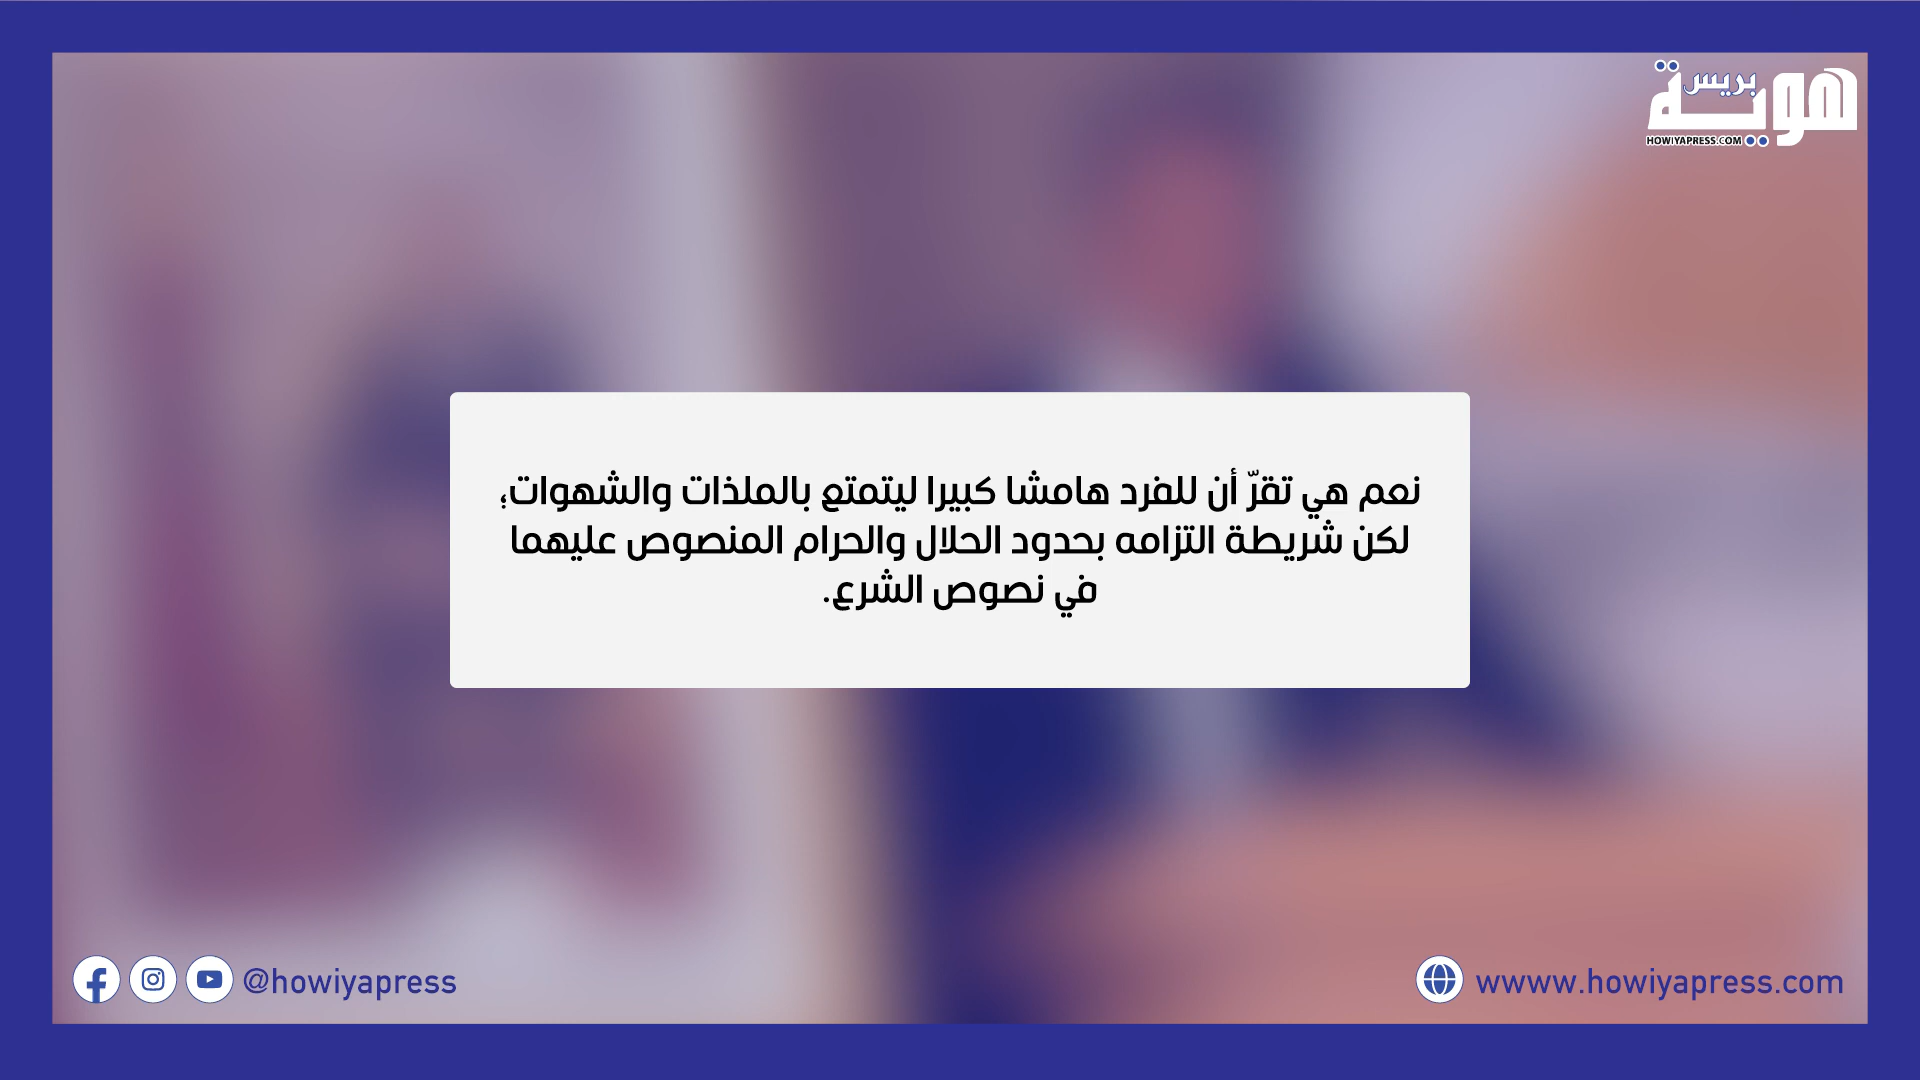 هوية
بريس
HOWIYAPRESS.COM
نعم هي تقرّ أن للفرد هامشا كبيرا ليتمتع بالملذات والشهوات؛
لكن شريطة التزامه بحدود الحلال والحرام المنصوص عليهما
في نصوص الشرع.
@howiyapress
wwww.howiyapress.com